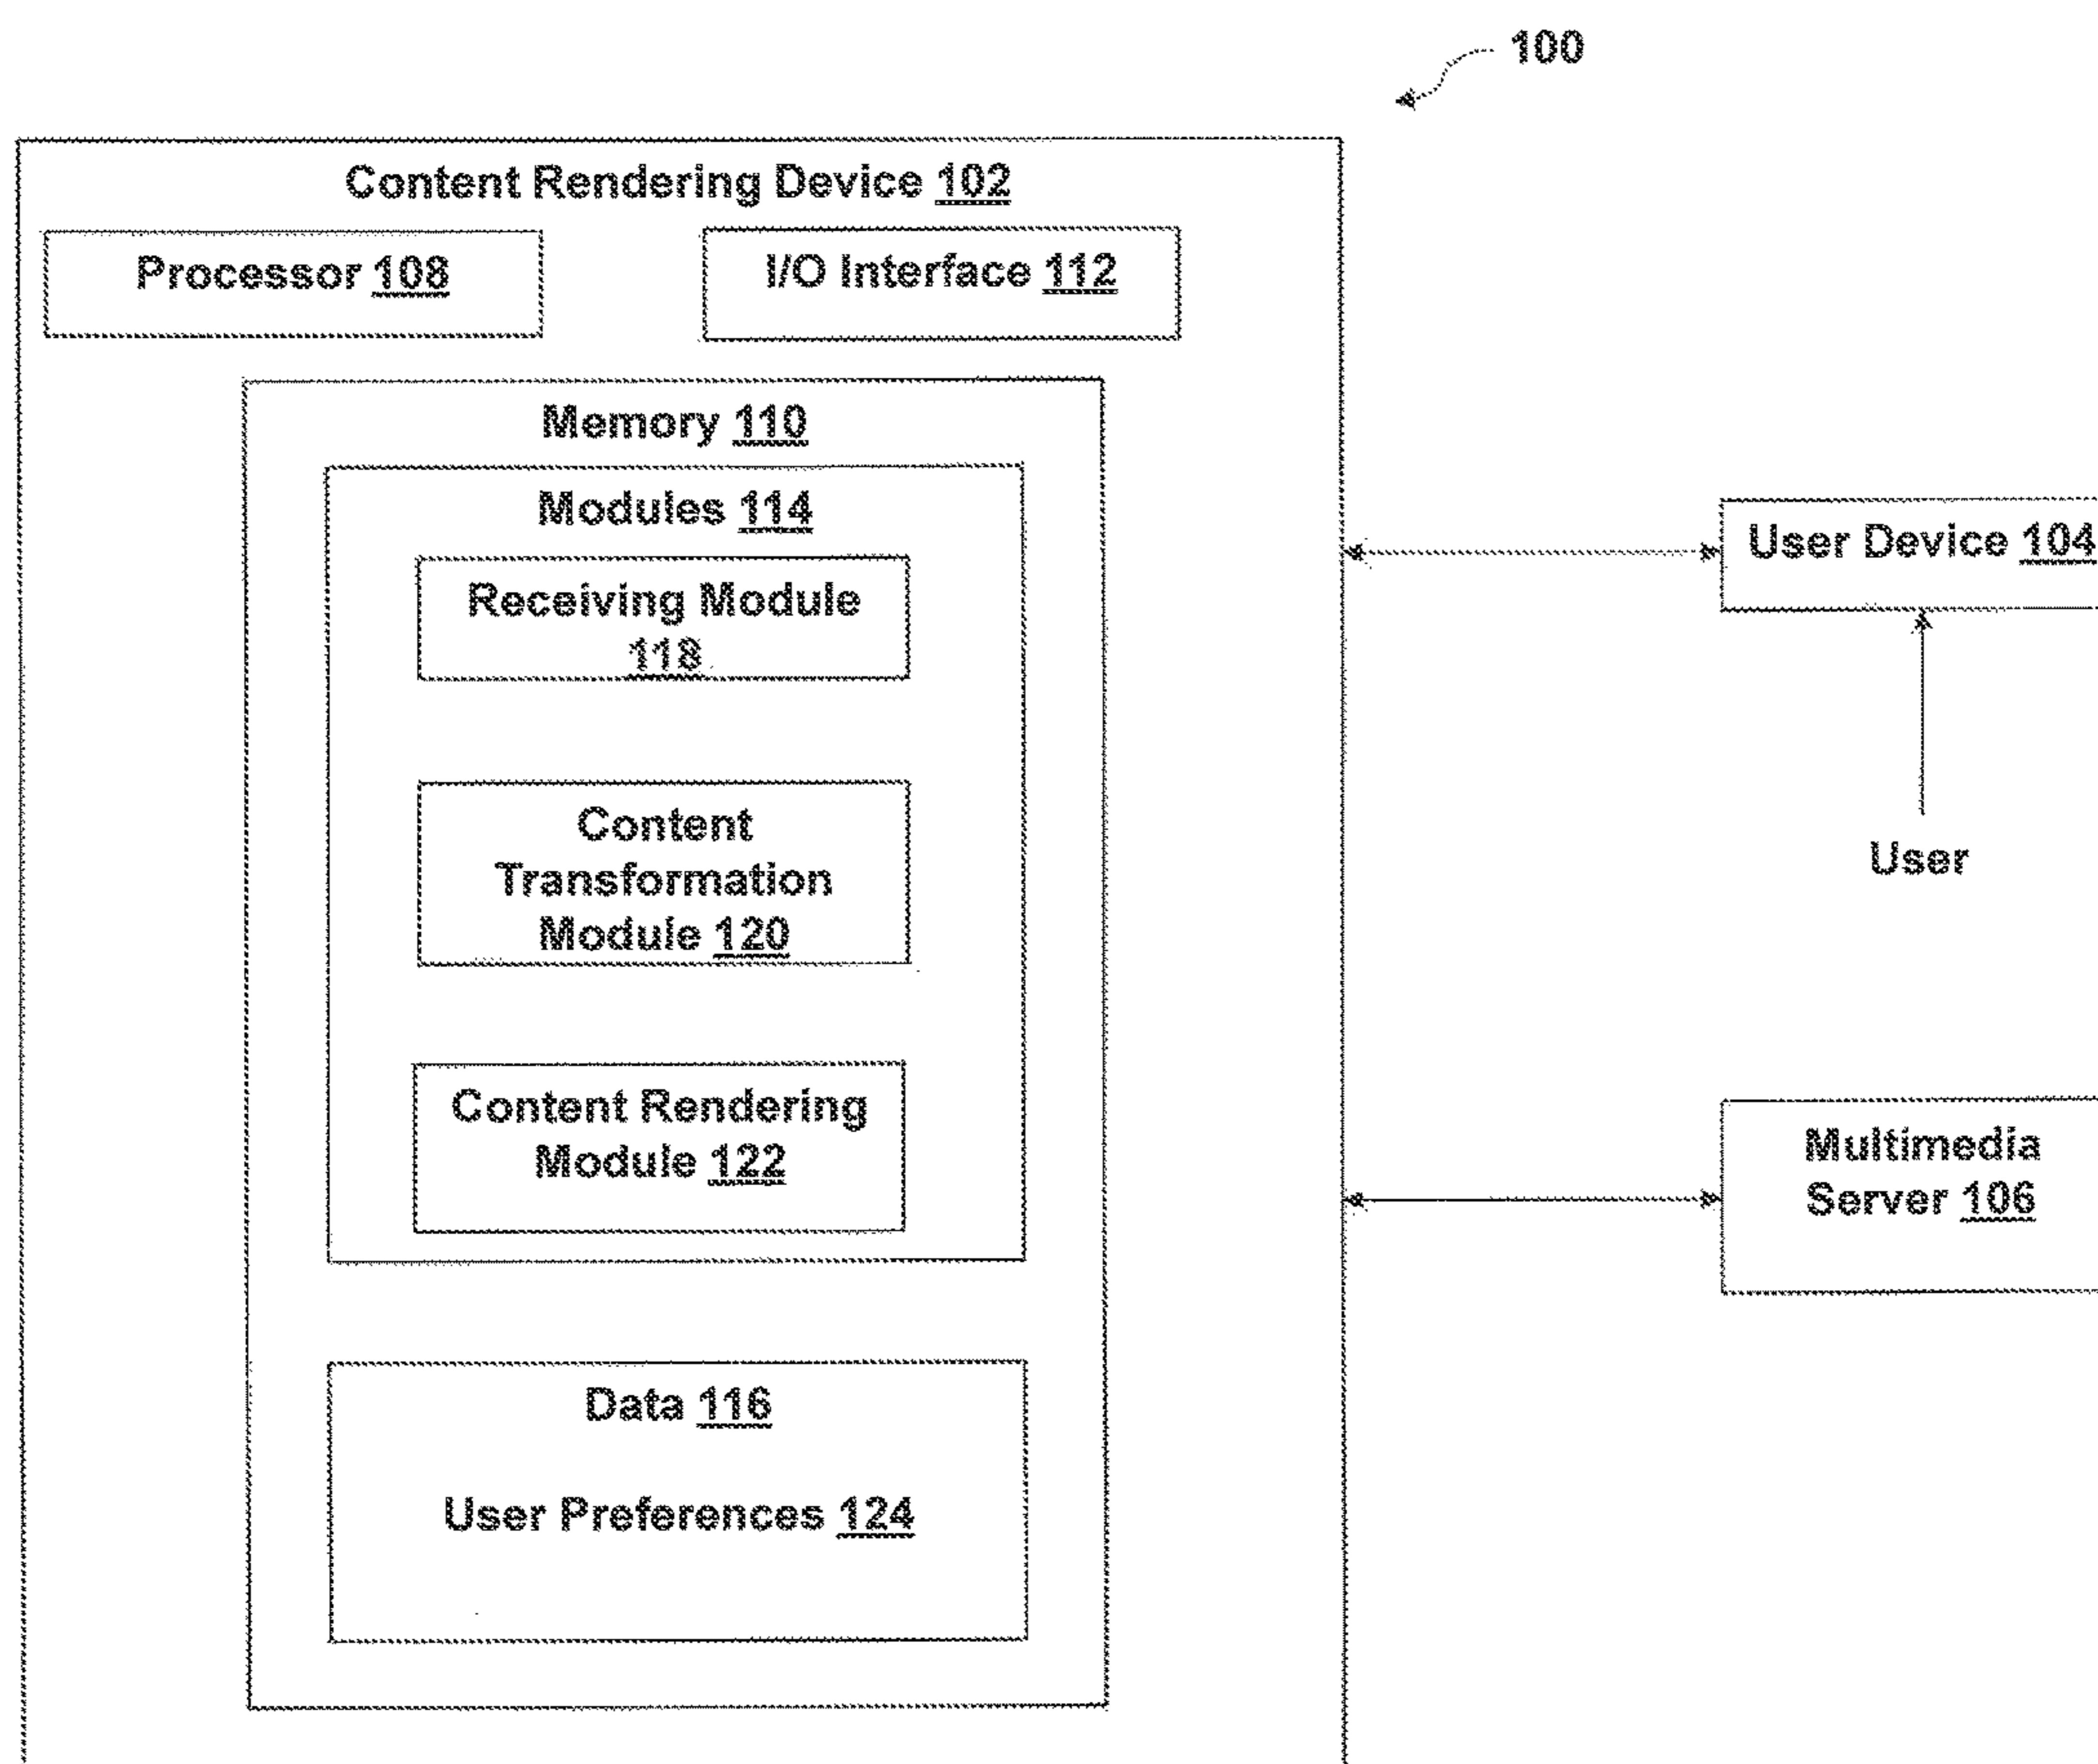 100
Content Rendering Device 102
Processor 108
I/O Interface 112
Memory 110
Modules 114
Receiving Module
118
Content
Transformation
Module 120
Content Rendering
Module 122
Data 116
User Preferences 124
User Device 104
User
Multimedia
Server 106